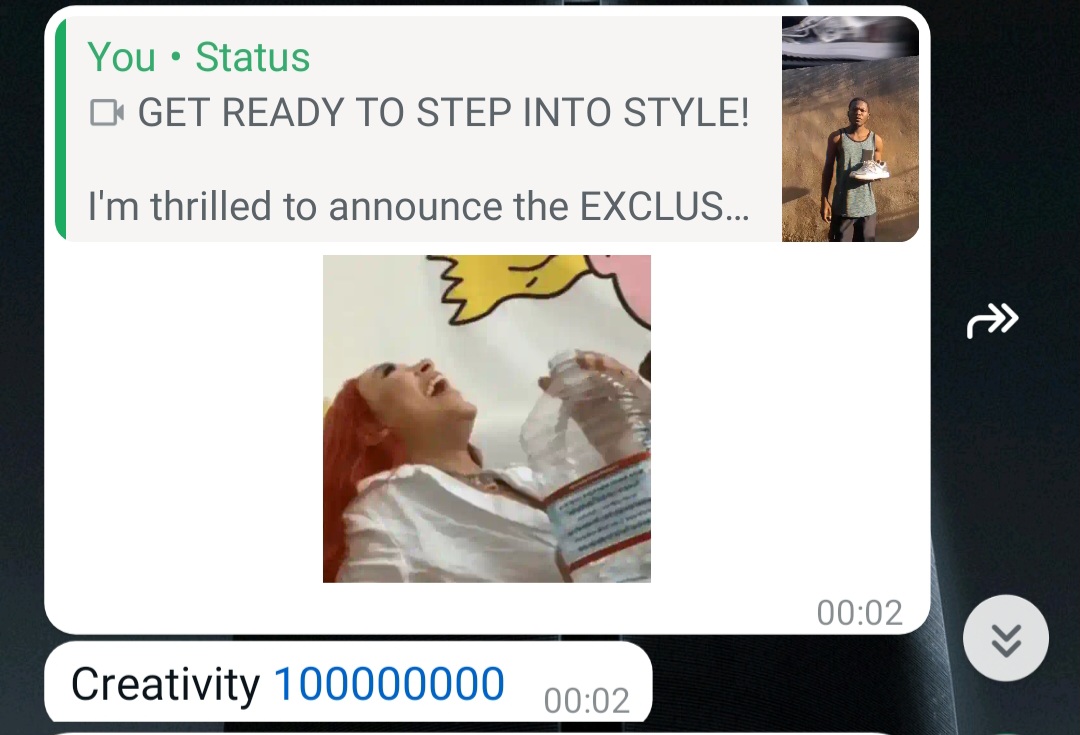 You • Status
GET READY TO STEP INTO STYLE!
I'm thrilled to announce the EXCLUS...
00:02
Creativity 100000000
00:02